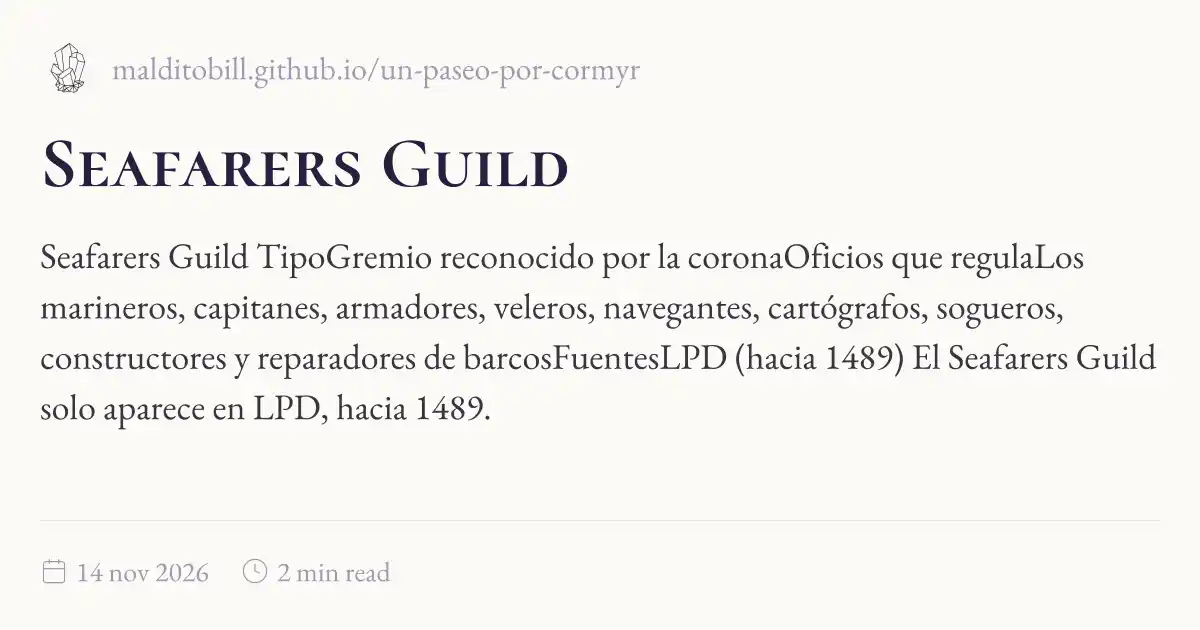 malditobill.github.io/un-paseo-por-cormyr
Seafarers Guild
Seafarers Guild TipoGremio reconocido por la coronaOficios que regulaLos
marineros, capitanes, armadores, veleros, navegantes, cartógrafos, sogueros,
constructores y reparadores de barcosFuentesLPD (hacia 1489) El Seafarers Guild
solo aparece en LPD, hacia 1489.
14 nov 2026 2 min read